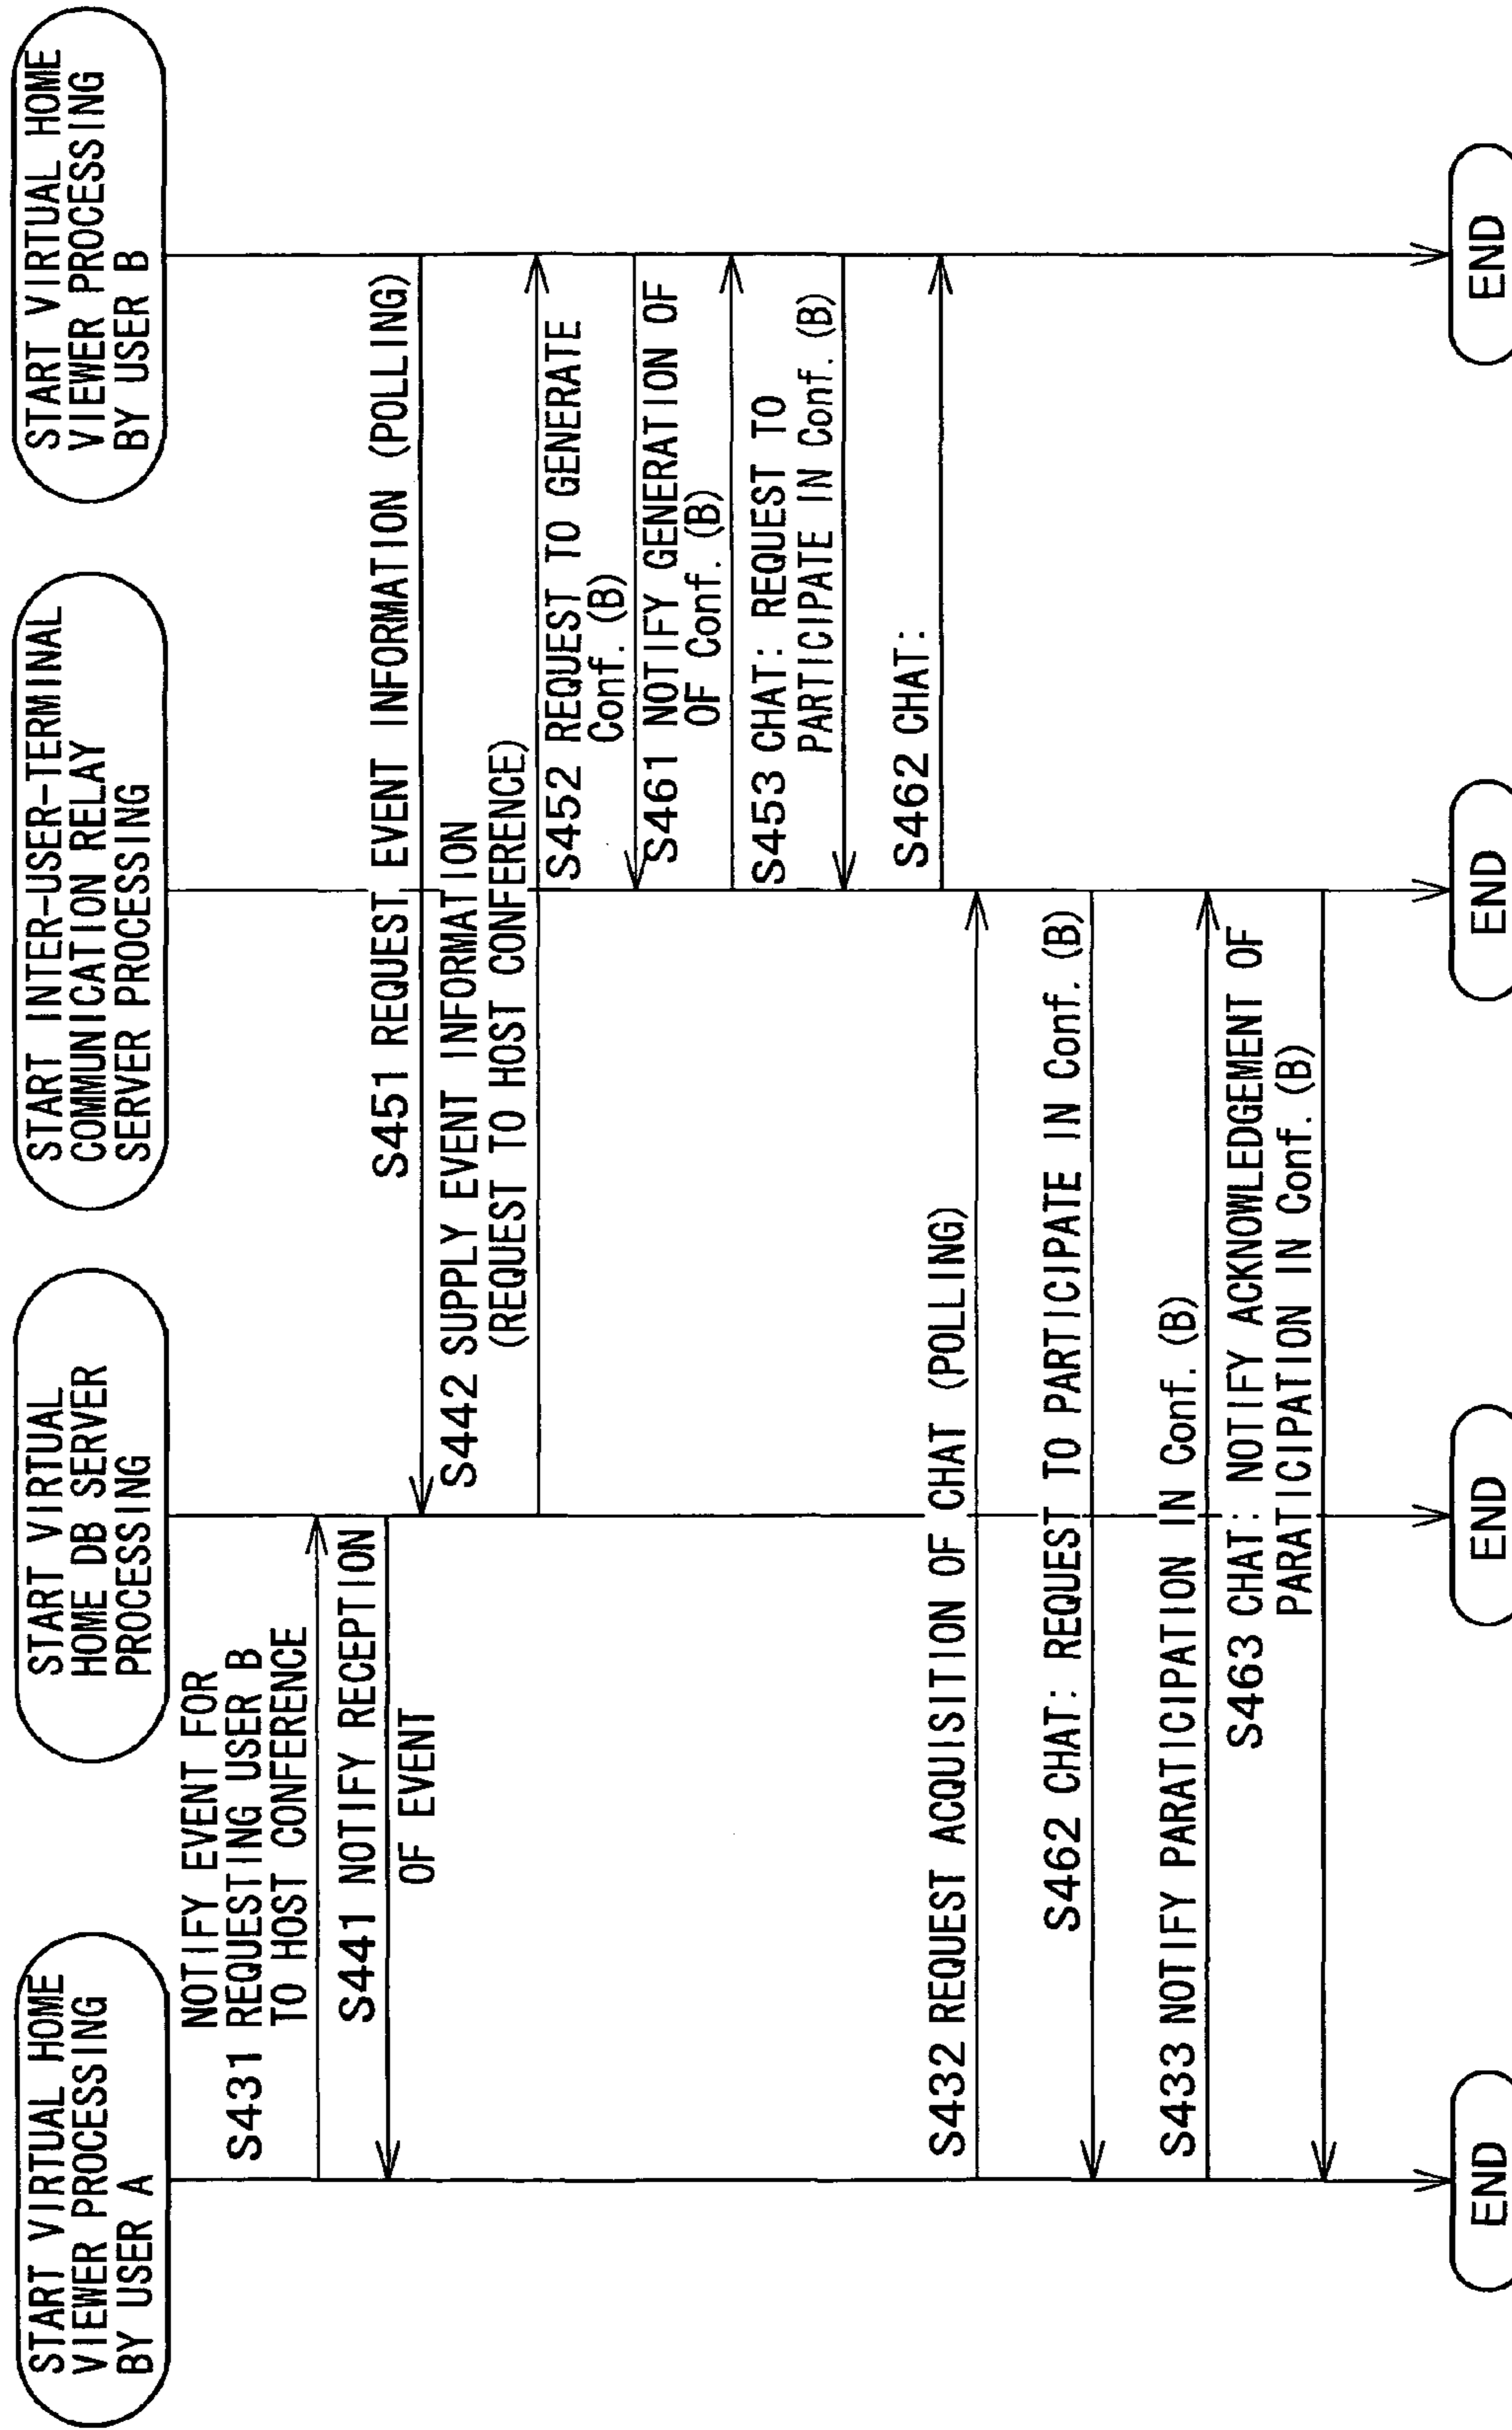 START VIRTUAL HOME
VIEWER PROCESSING
BY USER A
START VIRTUAL
HOME DB SERVER
PROCESSING
START INTER-USER-TERMINAL
COMMUNICATION RELAY
SERVER PROCESSING
START VIRTUAL HOME
VIEWER PROCESSING
BY USER B
NOTIFY EVENT FOR
S431 REQUESTING USER B
TO HOST CONFERENCE
S441 NOTIFY RECEPTION
OF EVENT
S451 REQUEST EVENT INFORMATION (POLLING)
S442 SUPPLY EVENT INFORMATION
(REQUEST TO HOST CONFERENCE)
S452 REQUEST TO GENERATE
Conf. (B)
S461 NOTIFY GENERATION OF
OF Conf. (B)
S453 CHAT: REQUEST TO
PARTICIPATE IN Conf. (B)
S462 CHAT:
S432 REQUEST ACQUISITION OF CHAT (POLLING)
S462 CHAT: REQUEST TO PARTICIPATE IN Conf. (B)
S433 NOTIFY PARATICIPATION IN Conf. (B)
S463 CHAT: NOTIFY ACKNOWLEDGEMENT OF
PARATICIPATION IN Conf. (B)
END
END
END
END